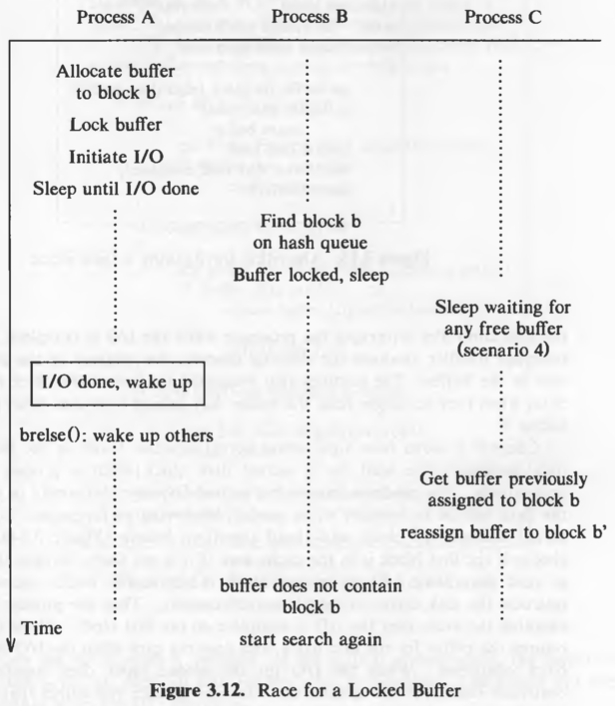 Process A Process B Process C
Allocate buffer
to block b
Lock buffer
Initiate I/O
Sleep until I/O done
Find block b
on hash queue
Buffer locked, sleep
Sleep waiting for
any free buffer
(scenario 4)
I/O done, wake up
brelse(): wake up others
Get buffer previously
assigned to block b
reassign buffer to block b'
buffer does not contain
block b
start search again
Time
Figure 3.12. Race for a Locked Buffer